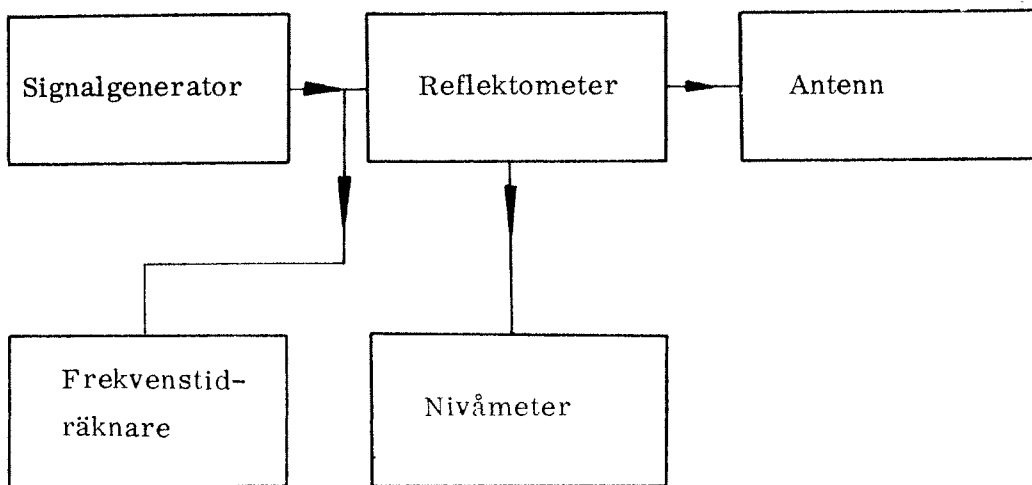 Signalgenerator
Reflektometer
Antenn
Frekvenstid-
räknare
Nivåmeter